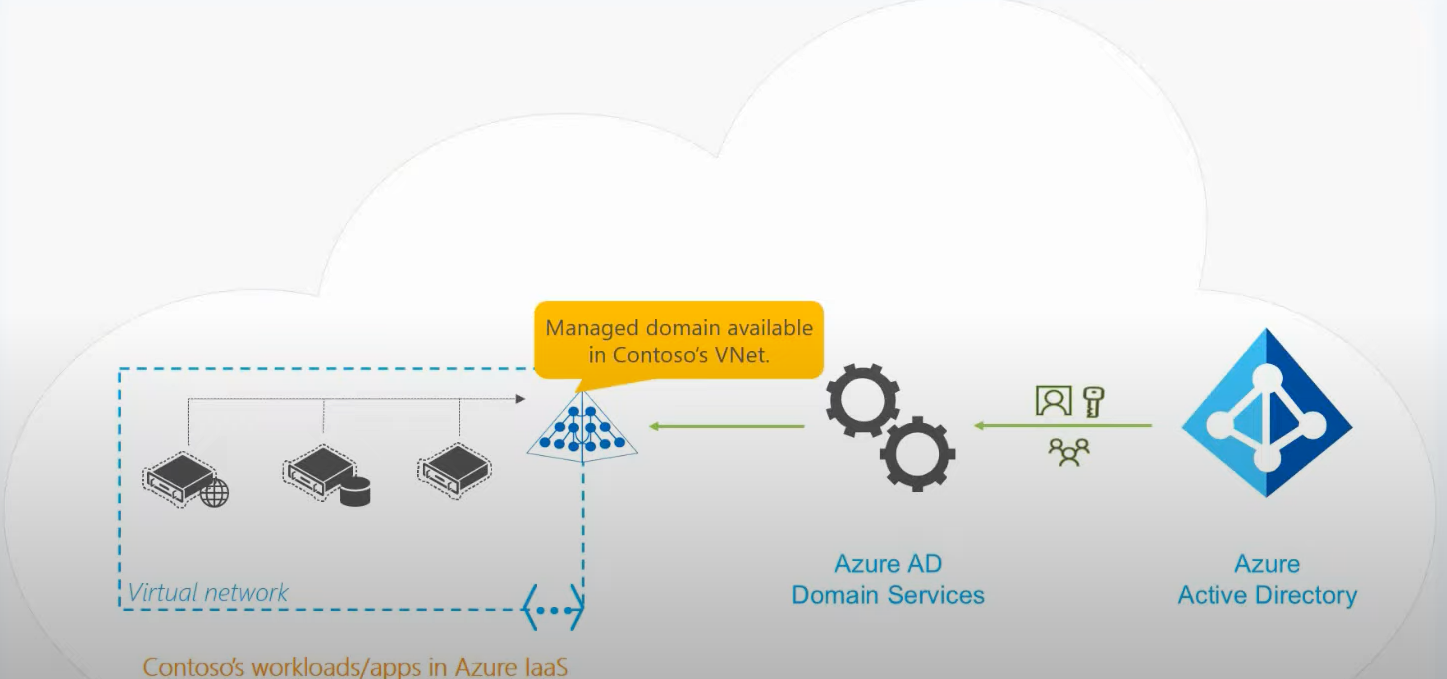 Managed domain available
in Contoso's VNet.
Virtual network
Azure AD
Domain Services
Azure
Active Directory
Contoso's workloads/apps in Azure IaaS